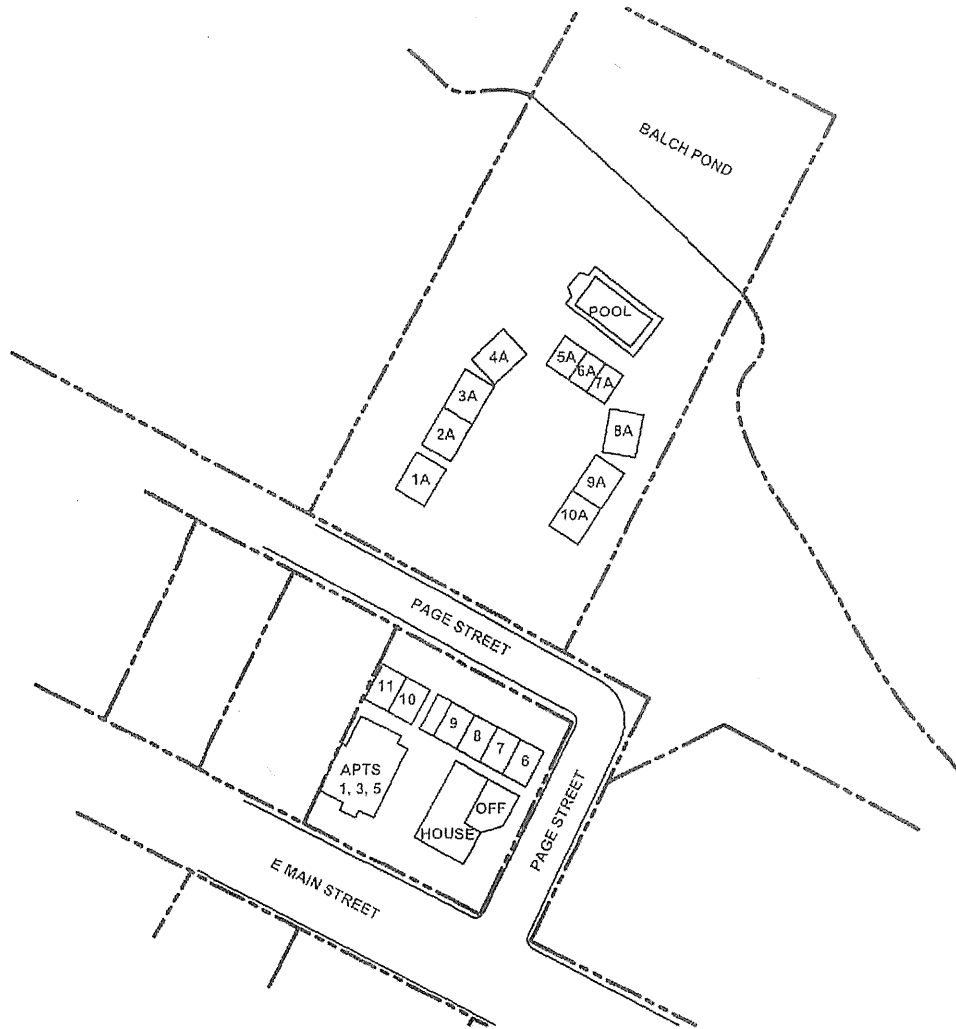 BALCH POND
POOL
4A
5A
6A
7A
3A
2A
8A
1A
9A
10A
PAGE STREET
11
10
9
8
7
6
APTS
1, 3, 5
OFF
HOUSE
PAGE STREET
E MAIN STREET